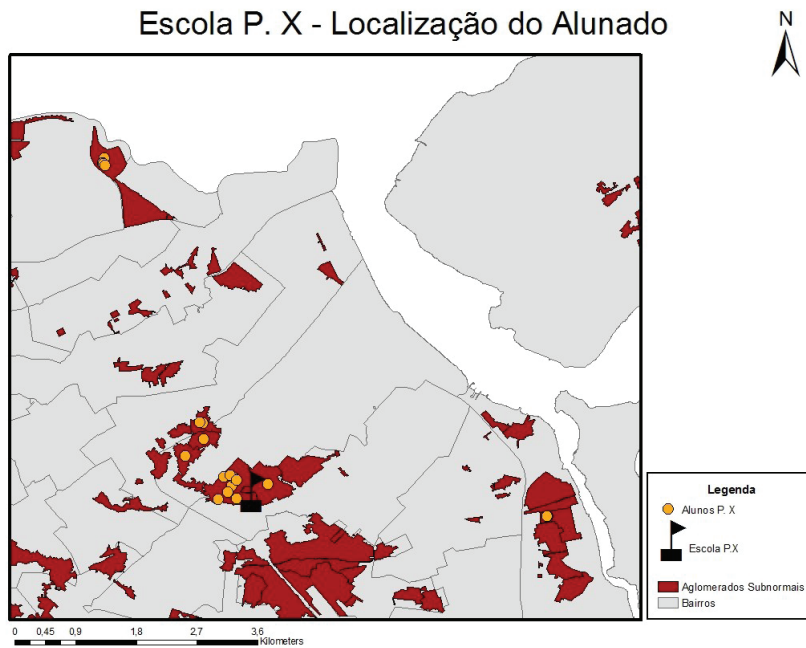 Escola P. X - Localização do Alunado
N
Legenda
Alunos P. X
Escola P.X
Aglomerados Subnormais
Bairros
0 0,45 0,9 1,8 2,7 3,6
Kilometers